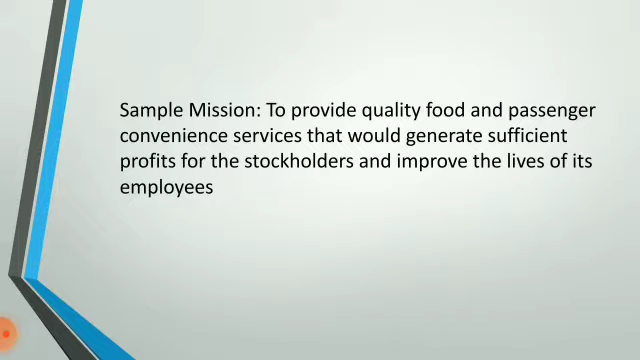 Sample Mission: To provide quality food and passenger
convenience services that would generate sufficient
profits for the stockholders and improve the lives of its
employees